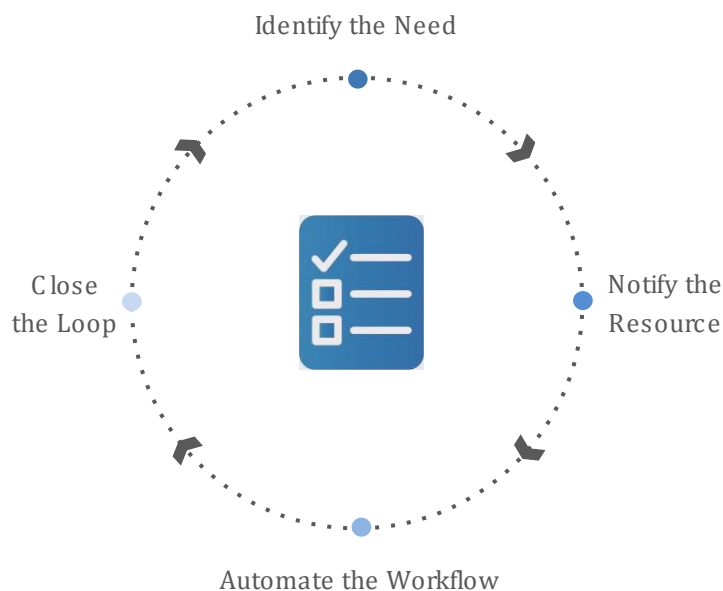 Identify the Need
Notify the
Resource
Automate the Workflow
Close
the Loop